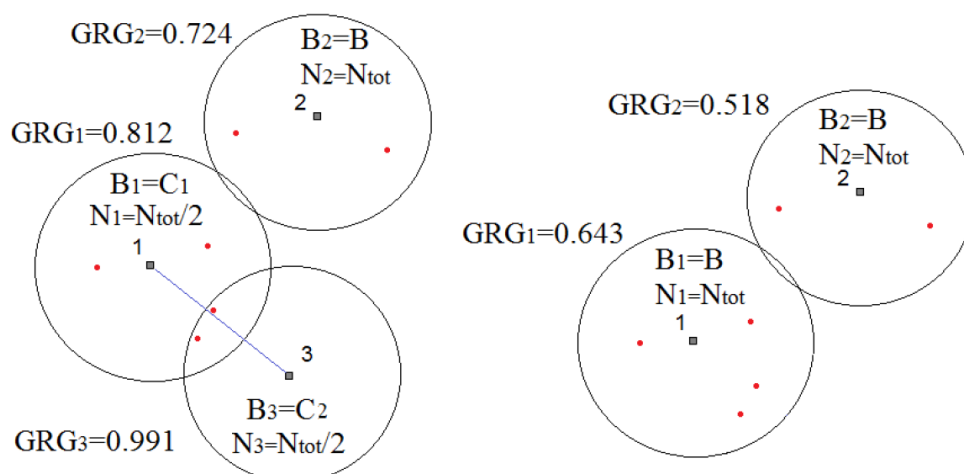 GRG2=0.724
B2=B
N2=Ntot
2
GRG1=0.812
B1=C1
N1=Ntot/2
1
3
B3=C2
N3=Ntot/2
GRG3=0.991
GRG2=0.518
B2=B
N2=Ntot
2
GRG1=0.643
B1=B
N1=Ntot
1